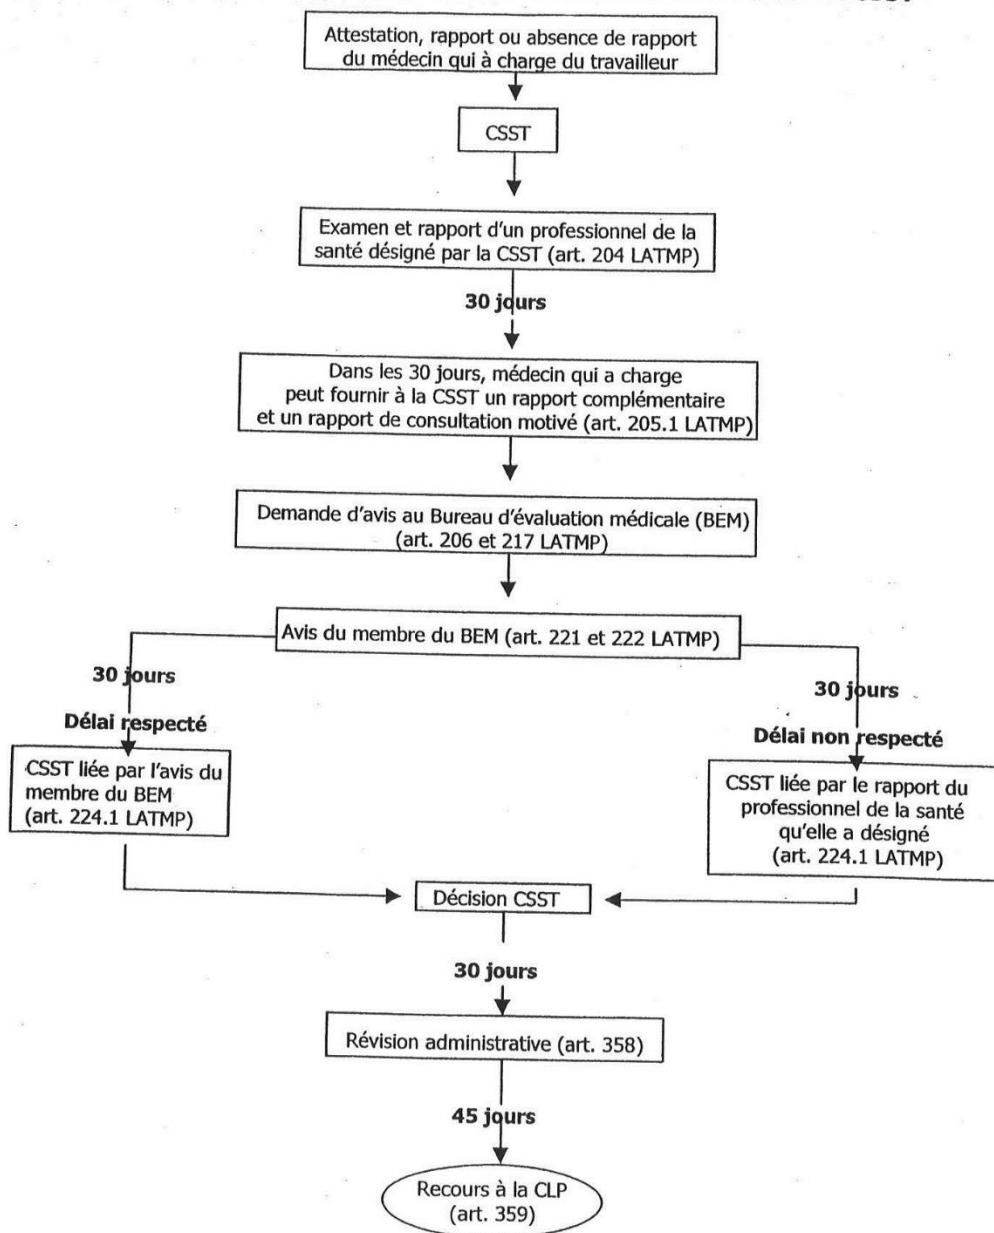 Attestation, rapport ou absence de rapport
du médecin qui à charge du travailleur
CSST
Examen et rapport d'un professionnel de la
santé désigné par la CSST (art. 204 LATMP)
30 jours
Dans les 30 jours, médecin qui a charge
peut fournir à la CSST un rapport complémentaire
et un rapport de consultation motivé (art. 205.1 LATMP)
Demande d'avis au Bureau d'évaluation médicale (BEM)
(art. 206 et 217 LATMP)
Avis du membre du BEM (art. 221 et 222 LATMP)
30 jours
Délai respecté
CSST liée par l'avis du
membre du BEM
(art. 224.1 LATMP)
30 jours
Délai non respecté
CSST liée par le rapport du
professionnel de la santé
qu'elle a désigné
(art. 224.1 LATMP)
Décision CSST
30 jours
Révision administrative (art. 358)
45 jours
Recours à la CLP
(art. 359)